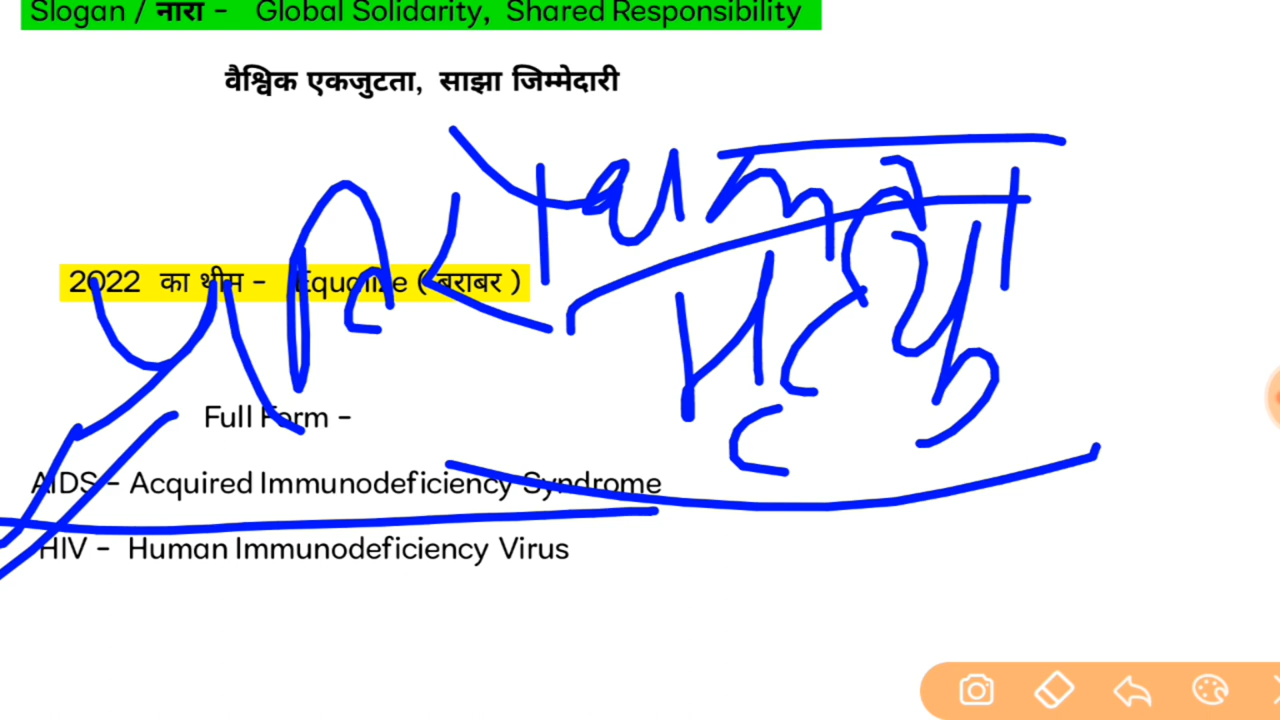 Slogan / नारा - Global Solidarity, Shared Responsibility
वैश्विक एकजुटता, साझा जिम्मेदारी
2022 का थीम - Equalize ( बराबर )
Full Form -
AIDS - Acquired Immunodeficiency Syndrome
HIV - Human Immunodeficiency Virus